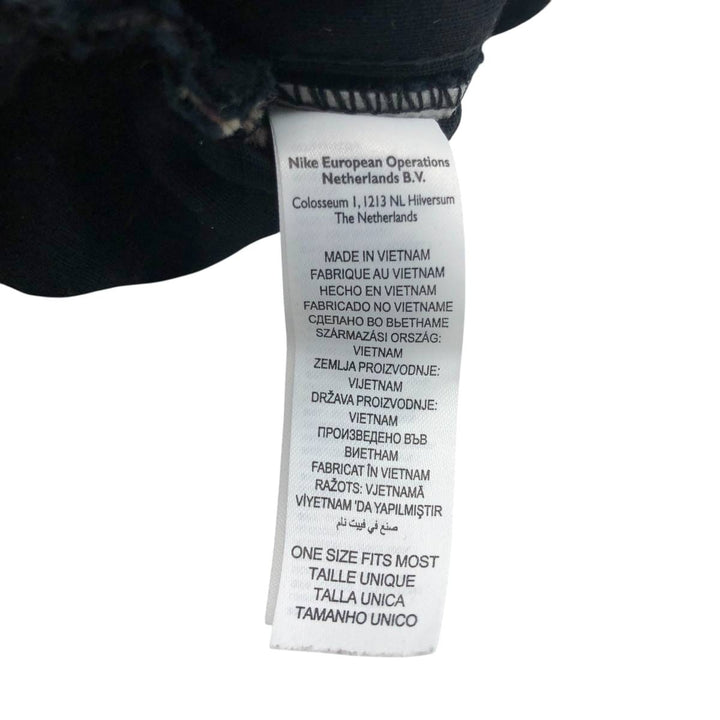 Nike European Operations
Netherlands B.V.
Colosseum 1, 1213 NL Hilversum
The Netherlands
MADE IN VIETNAM
FABRIQUE AU VIETNAM
HECHO EN VIETNAM
FABRICADO NO VIETNAME
СДЕЛАНО ВО ВЬЕТНАМЕ
SZÁRMAZÁSI ORSZÁG:
VIETNAM
ZEMLJA PROIZVODNJE:
VIJETNAM
DRŽAVA PROIZVODNJE:
VIETNAM
ПРОИЗВЕДЕНО ВЪВ
ВИЕТНАМ
FABRICAT ÎN VIETNAM
RAŽOTS: VJETNAMĀ
VİYETNAM 'DA YAPILMIŞTIR
صنع في فييت نام
ONE SIZE FITS MOST
TAILLE UNIQUE
TALLA UNICA
TAMANHO UNICO